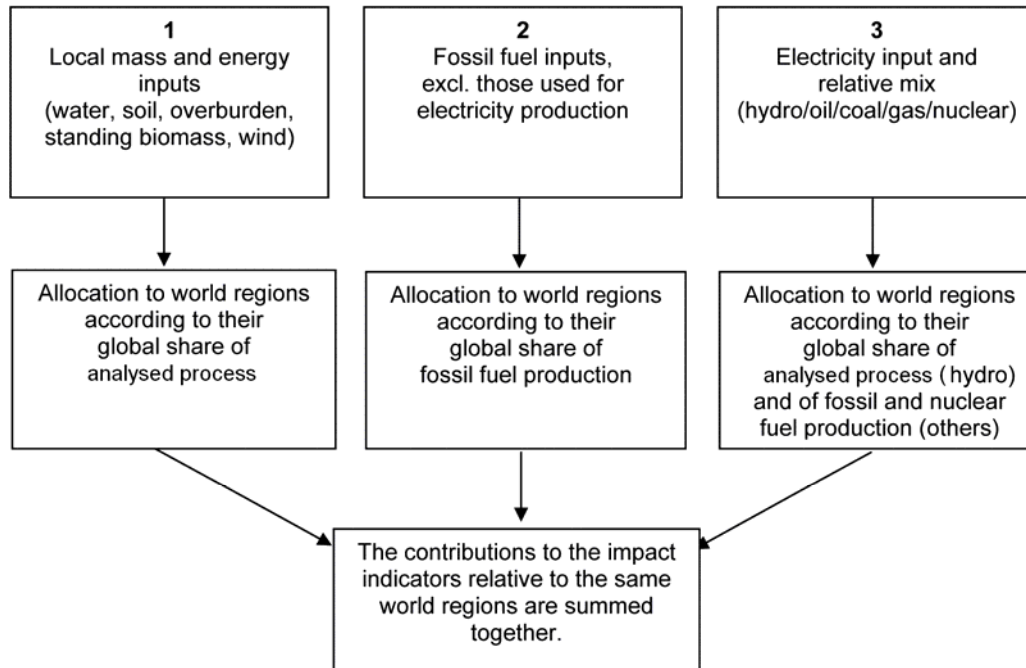 1
Local mass and energy
inputs
(water, soil, overburden,
standing biomass, wind)
2
Fossil fuel inputs,
excl. those used for
electricity production
3
Electricity input and
relative mix
(hydro/oil/coal/gas/nuclear)
Allocation to world regions
according to their
global share of
analysed process
Allocation to world regions
according to their
global share of
fossil fuel production
Allocation to world regions
according to their
global share of
analysed process (hydro)
and of fossil and nuclear
fuel production (others)
The contributions to the impact
indicators relative to the same
world regions are summed
together.